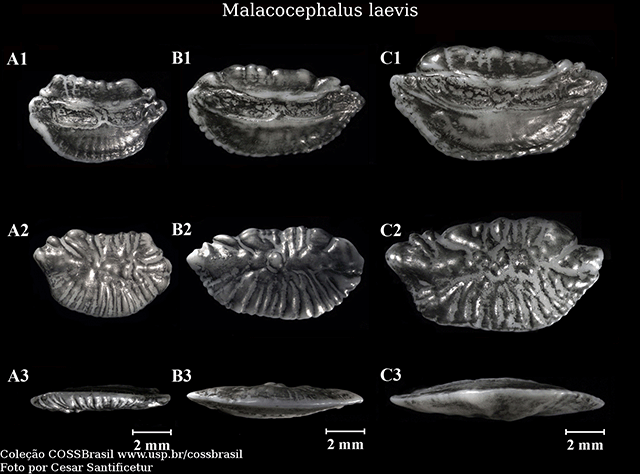 Malacocephalus laevis
A1 B1 C1
A2 B2 C2
A3 B3 C3
2 mm 2 mm 2 mm
Coleção COSSBrasil www.usp.br/cossbrasil
Foto por Cesar Santificetur